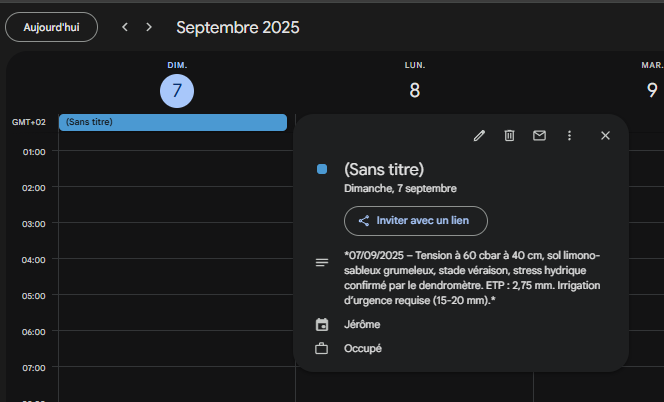 Aujourd'hui
Septembre 2025
DIM.
7
LUN.
8
MAR.
9
GMT+02
(Sans titre)
01:00
02:00
03:00
04:00
05:00
06:00
07:00
(Sans titre)
Dimanche, 7 septembre
Inviter avec un lien
*07/09/2025 – Tension à 60 cbar à 40 cm, sol limono-
sableux grumeleux, stade véraison, stress hydrique
confirmé par le dendromètre. ETP : 2,75 mm. Irrigation
d'urgence requise (15-20 mm).*
Jérôme
Occupé